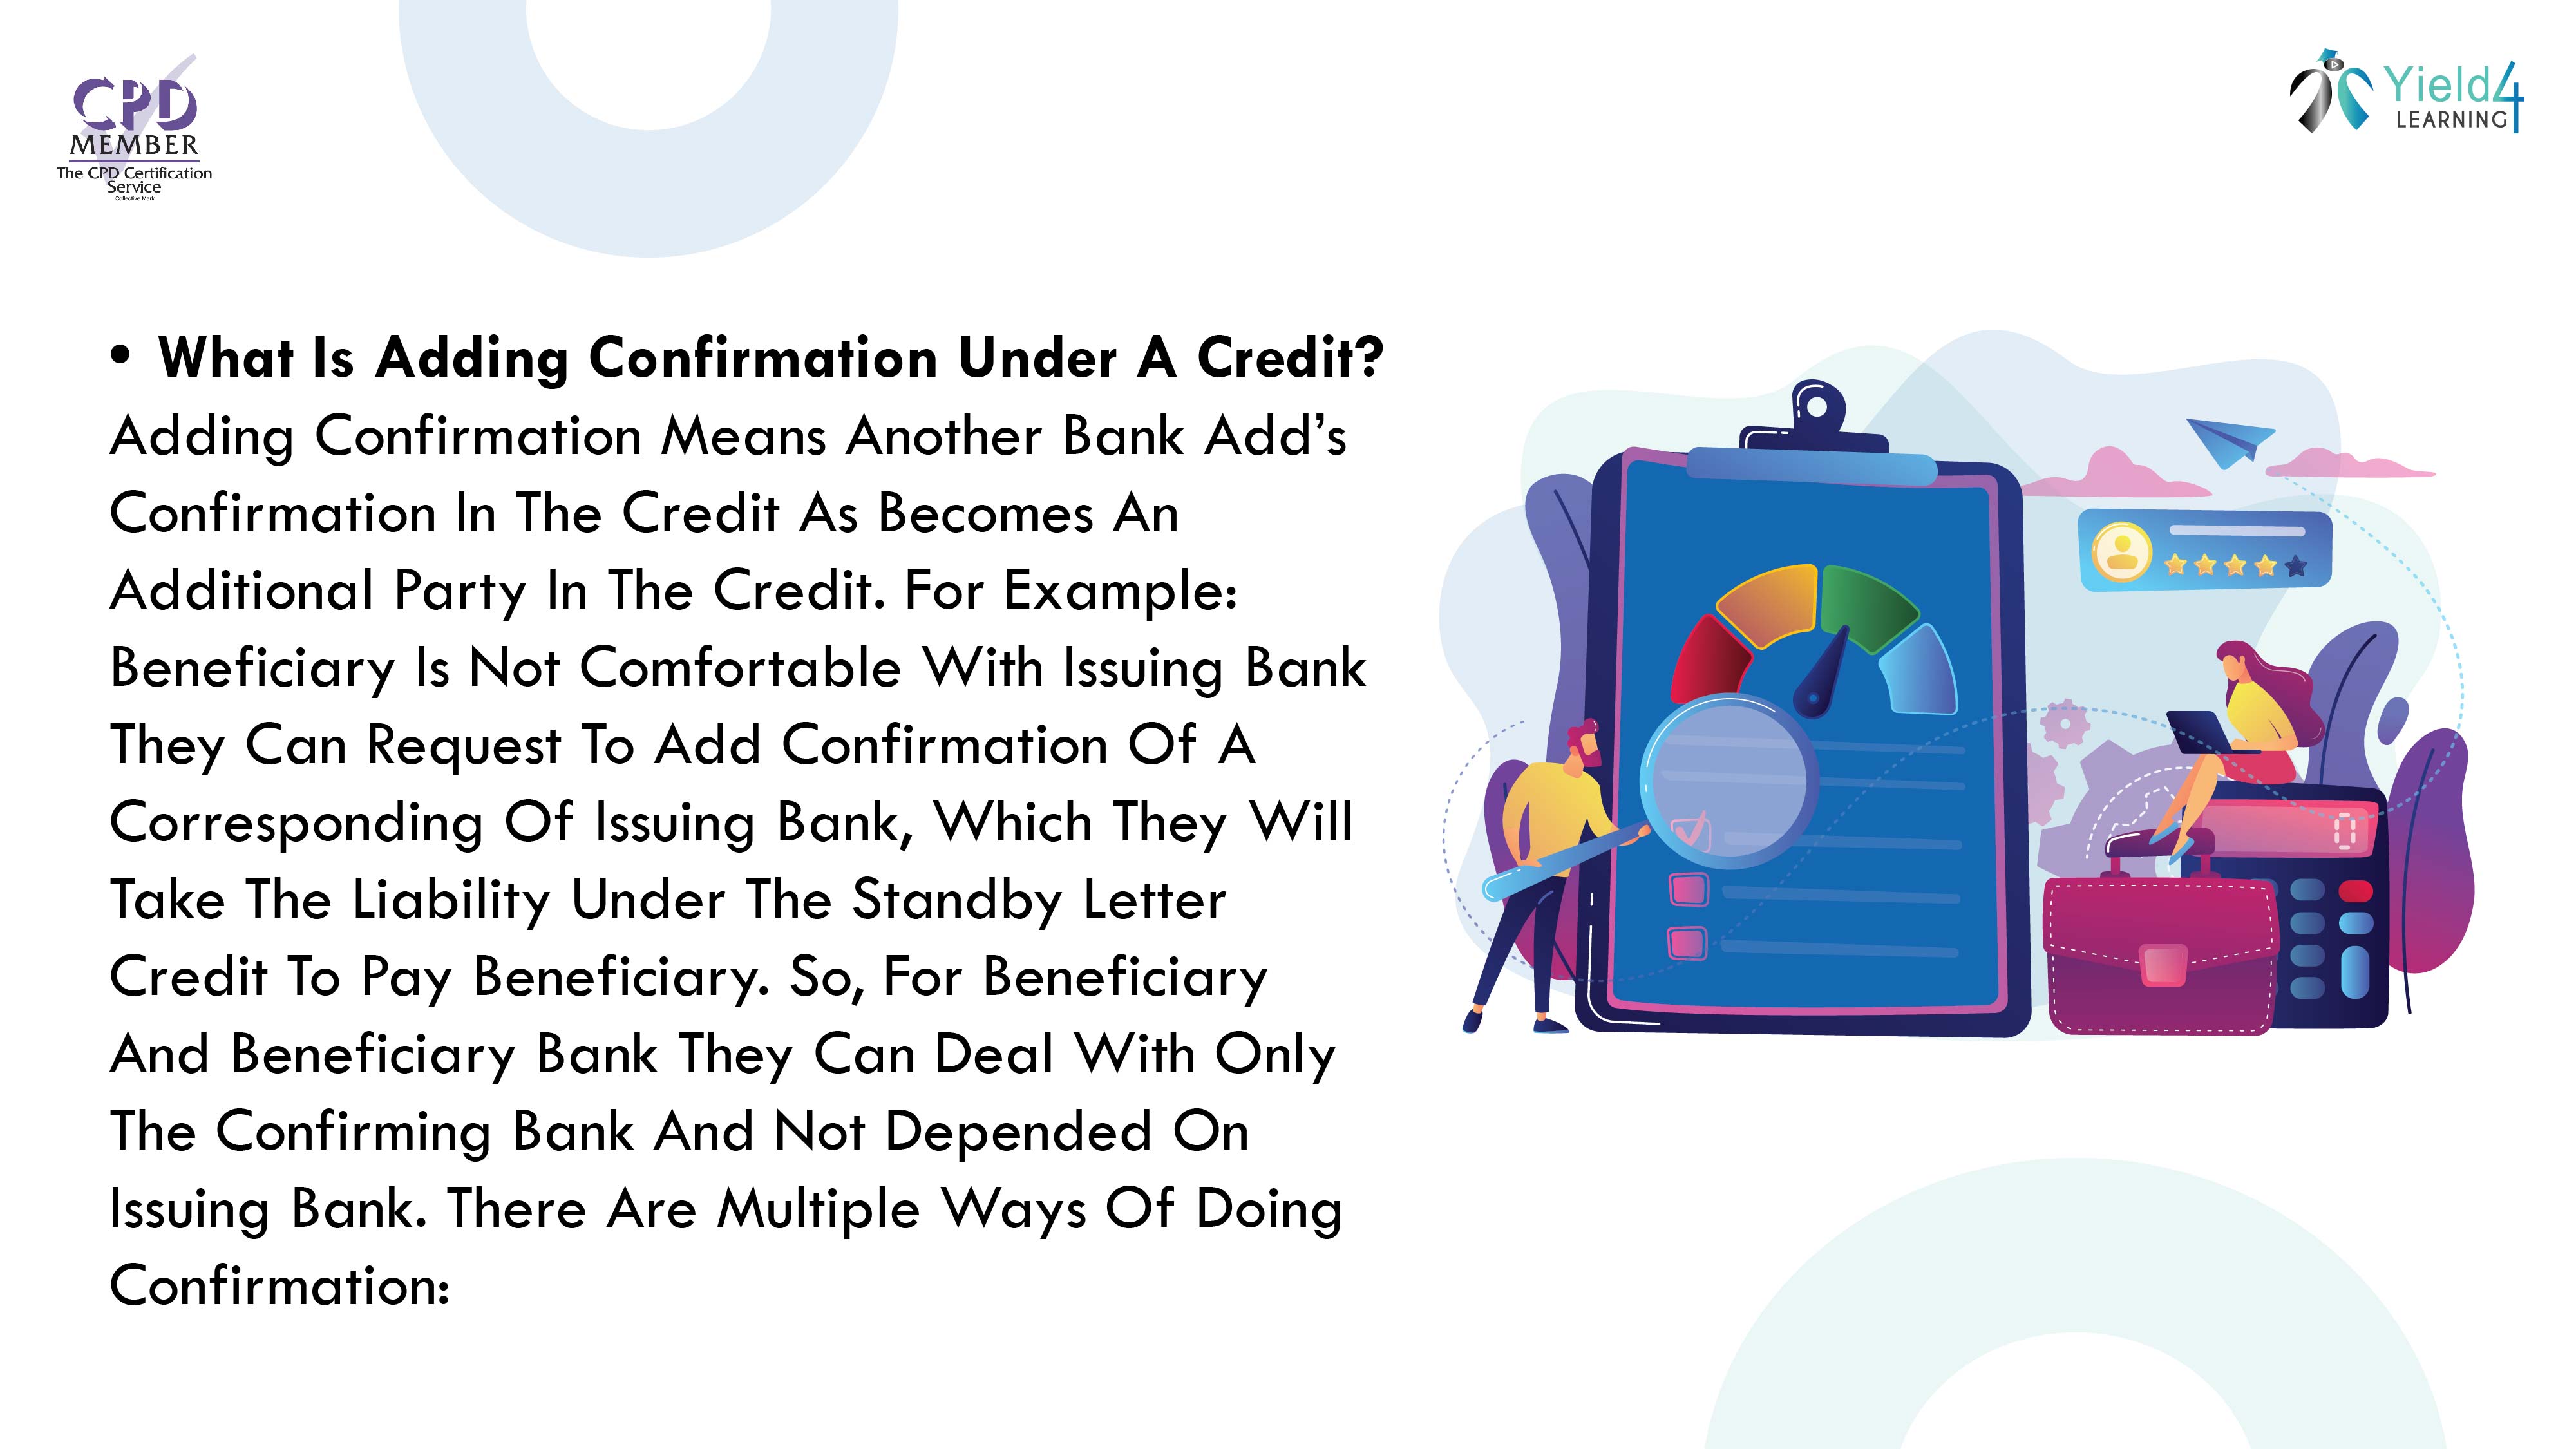 CPD
MEMBER
The CPD Certification
Service
Collective Mark
Yield4
LEARNING
• What Is Adding Confirmation Under A Credit?
Adding Confirmation Means Another Bank Add’s
Confirmation In The Credit As Becomes An
Additional Party In The Credit. For Example:
Beneficiary Is Not Comfortable With Issuing Bank
They Can Request To Add Confirmation Of A
Corresponding Of Issuing Bank, Which They Will
Take The Liability Under The Standby Letter
Credit To Pay Beneficiary. So, For Beneficiary
And Beneficiary Bank They Can Deal With Only
The Confirming Bank And Not Depended On
Issuing Bank. There Are Multiple Ways Of Doing
Confirmation:
0